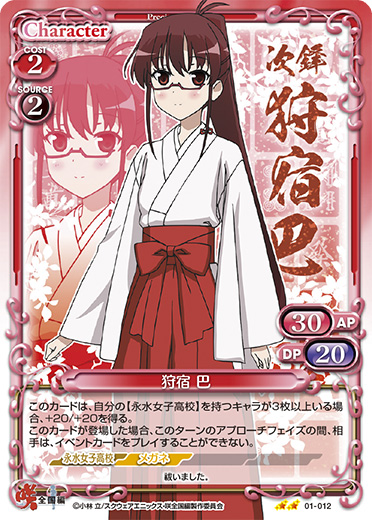 Character
COST
2
SOURCE
2
次鋒
狩宿巴
30 AP
DP 20
狩宿 巴
このカードは、自分の【永水女子高校】を持つキャラが3枚以上いる場
合、+20/+20を得る。
このカードが登場した場合、このターンのアプローチフェイズの間、相
手は、イベントカードをプレイすることができない。
永水女子高校 メガネ
祓いました。
咲 全国編
©小林 立/スクウェアエニックス・咲全国編製作委員会 01-012